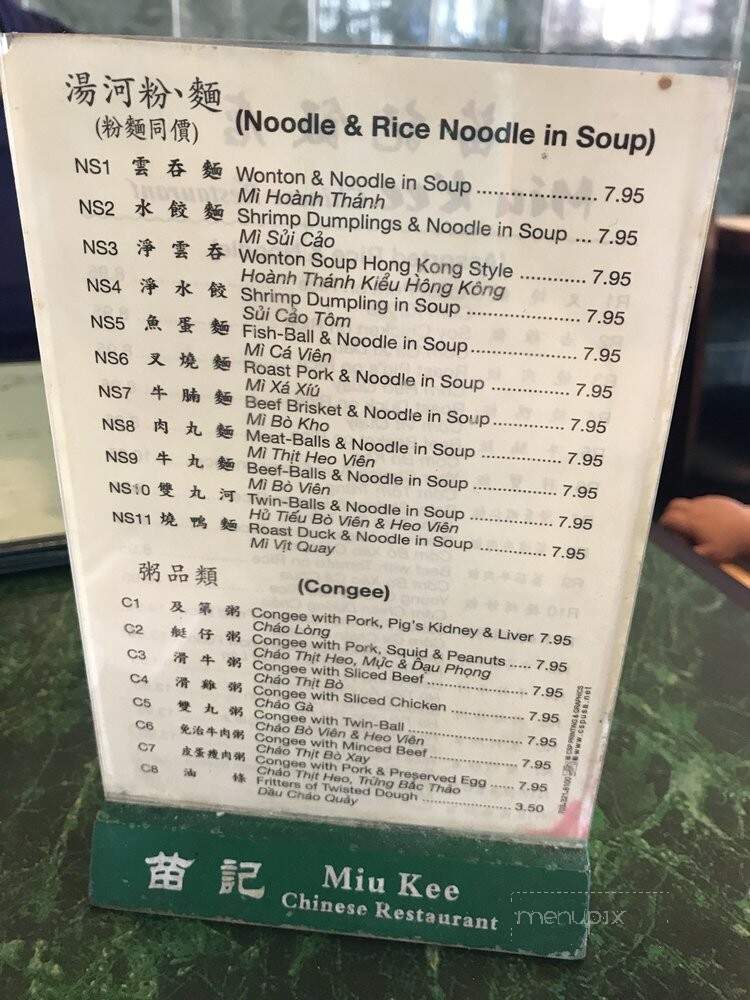 湯河粉、麵
(粉麵同價) (Noodle & Rice Noodle in Soup)
NS1 雲吞麵 Wonton & Noodle in Soup ..................... 7.95
Mì Hoành Thánh
NS2 水餃麵 Shrimp Dumplings & Noodle in Soup ... 7.95
Mì Sủi Cảo
NS3 淨雲吞 Wonton Soup Hong Kong Style ............ 7.95
Hoành Thánh Kiểu Hông Kông
NS4 淨水餃 Shrimp Dumpling in Soup ................... 7.95
Sủi Cảo Tôm
NS5 魚蛋麵 Fish-Ball & Noodle in Soup..................... 7.95
Mì Cá Viên
NS6 叉燒麵 Roast Pork & Noodle in Soup ................ 7.95
Mì Xá Xíú
NS7 牛腩麵 Beef Brisket & Noodle in Soup................. 7.95
Mì Bò Kho
NS8 肉丸麵 Meat-Balls & Noodle in Soup .................. 7.95
Mì Thịt Heo Viên
NS9 牛丸麵 Beef-Balls & Noodle in Soup ................... 7.95
Mì Bò Viên
NS10 雙丸河 Twin-Balls & Noodle in Soup .................. 7.95
Hủ Tiếu Bò Viên & Heo Viên
NS11 燒鴨麵 Roast Duck & Noodle in Soup ................ 7.95
Mì Vịt Quay
粥品類 (Congee)
C1 及第粥 Congee with Pork, Pig's Kidney & Liver 7.95
Cháo Lòng
C2 艇仔粥 Congee with Pork, Squid & Peanuts ..... 7.95
Cháo Thịt Heo, Mực & Đạu Phọng
C3 滑牛粥 Congee with Sliced Beef ...................... 7.95
Cháo Thịt Bò
C4 滑雞粥 Congee with Sliced Chicken ................. 7.95
Cháo Gà
C5 雙丸粥 Congee with Twin-Ball ......................... 7.95
Cháo Bò Viên & Heo Viên
C6 免治牛肉粥 Congee with Minced Beef.................... 7.95
Cháo Thịt Bò Xay
C7 皮蛋瘦肉粥 Congee with Pork & Preserved Egg ...... 7.95
Cháo Thịt Heo, Trứng Bắc Thảo
C8 油條 Fritters of Twisted Dough ..................... 3.50
Dầu Cháo Quảy
CSP PRINTING & GRAPHICS
www.cspusa.net
苗記 Miu Kee
Chinese Restaurant
menupix